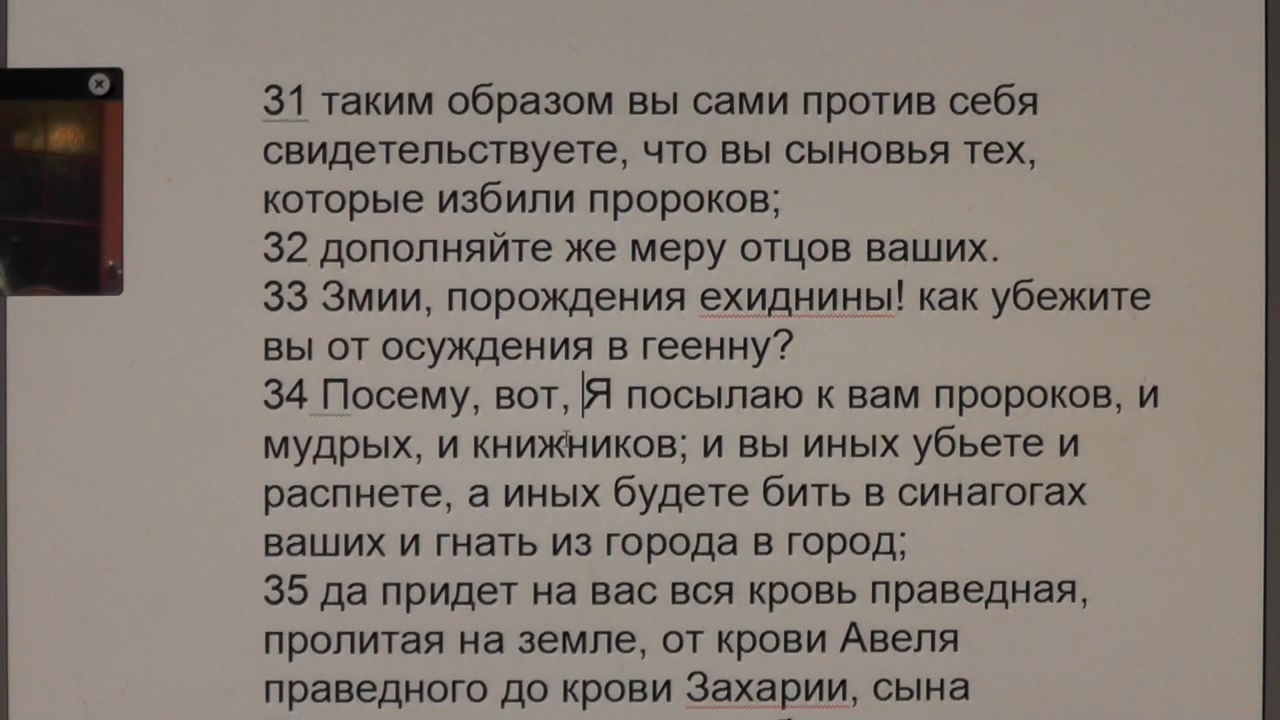 31 таким образом вы сами против себя
свидетельствуете, что вы сыновья тех,
которые избили пророков;
32 дополняйте же меру отцов ваших.
33 Змии, порождения ехиднины! как убежите
вы от осуждения в геенну?
34 Посему, вот, Я посылаю к вам пророков, и
мудрых, и книжников; и вы иных убьете и
распнете, а иных будете бить в синагогах
ваших и гнать из города в город;
35 да придет на вас вся кровь праведная,
пролитая на земле, от крови Авеля
праведного до крови Захарии, сына